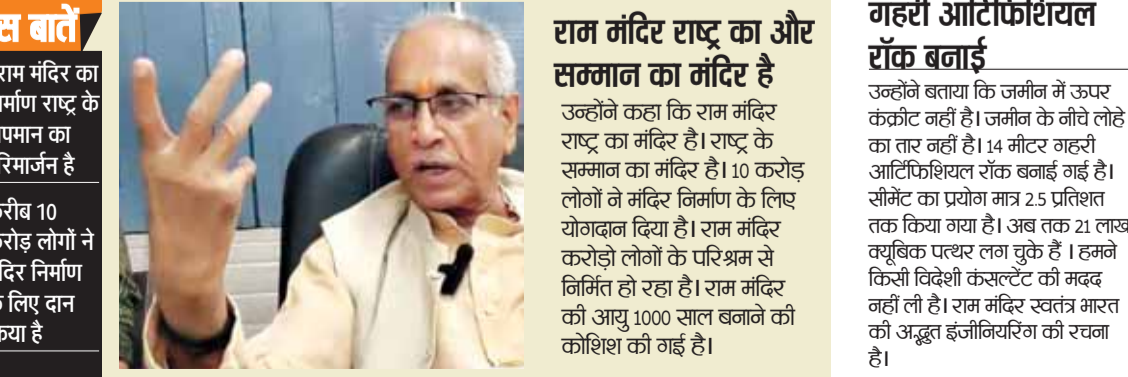 बातें
राम मंदिर का
राष्ट्र के
का
है
10
लोगों ने
निर्माण
लिए दान
है
राम मंदिर राष्ट्र का और
सम्मान का मंदिर है
उन्होंने कहा कि राम मंदिर
राष्ट्र का मंदिर है। राष्ट्र के
सम्मान का मंदिर है। 10 करोड़
लोगों ने मंदिर निर्माण के लिए
योगदान दिया है। राम मंदिर
करोड़ो लोगों के परिश्रम से
निर्मित हो रहा है। राम मंदिर
की आयु 1000 साल बनाने की
कोशिश की गई है।
गहरी आर्टिफिशियल
रॉक बनाई
उन्होंने बताया कि जमीन में ऊपर
कंक्रीट नहीं है। जमीन के नीचे लोहे
का तार नहीं है। 14 मीटर गहरी
आर्टिफिशियल रॉक बनाई गई है।
सीमेंट का प्रयोग मात्र 2.5 प्रतिशत
तक किया गया है। अब तक 21 लाख
क्यूबिक पत्थर लग चुके हैं । हमने
किसी विदेशी कंसल्टेंट की मदद
नहीं ली है। राम मंदिर स्वतंत्र भारत
की अद्भुत इंजीनियरिंग की रचना
है।